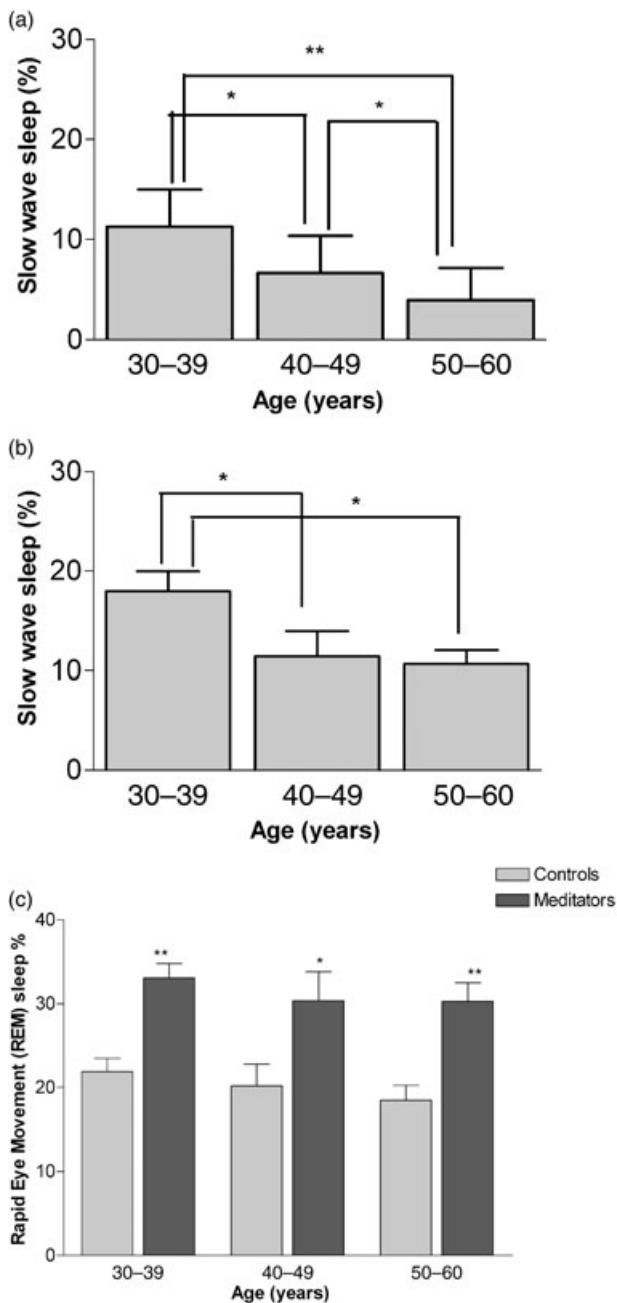 (a)
30
**
*
*
20
10
0
Slow wave sleep (%)
30–39 40–49 50–60
Age (years)
(b)
30
*
*
20
10
0
Slow wave sleep (%)
30–39 40–49 50–60
Age (years)
Controls
Meditators
(c)
40
** * **
30
20
10
0
Rapid Eye Movement (REM) sleep %
30–39 40–49 50–60
Age (years)